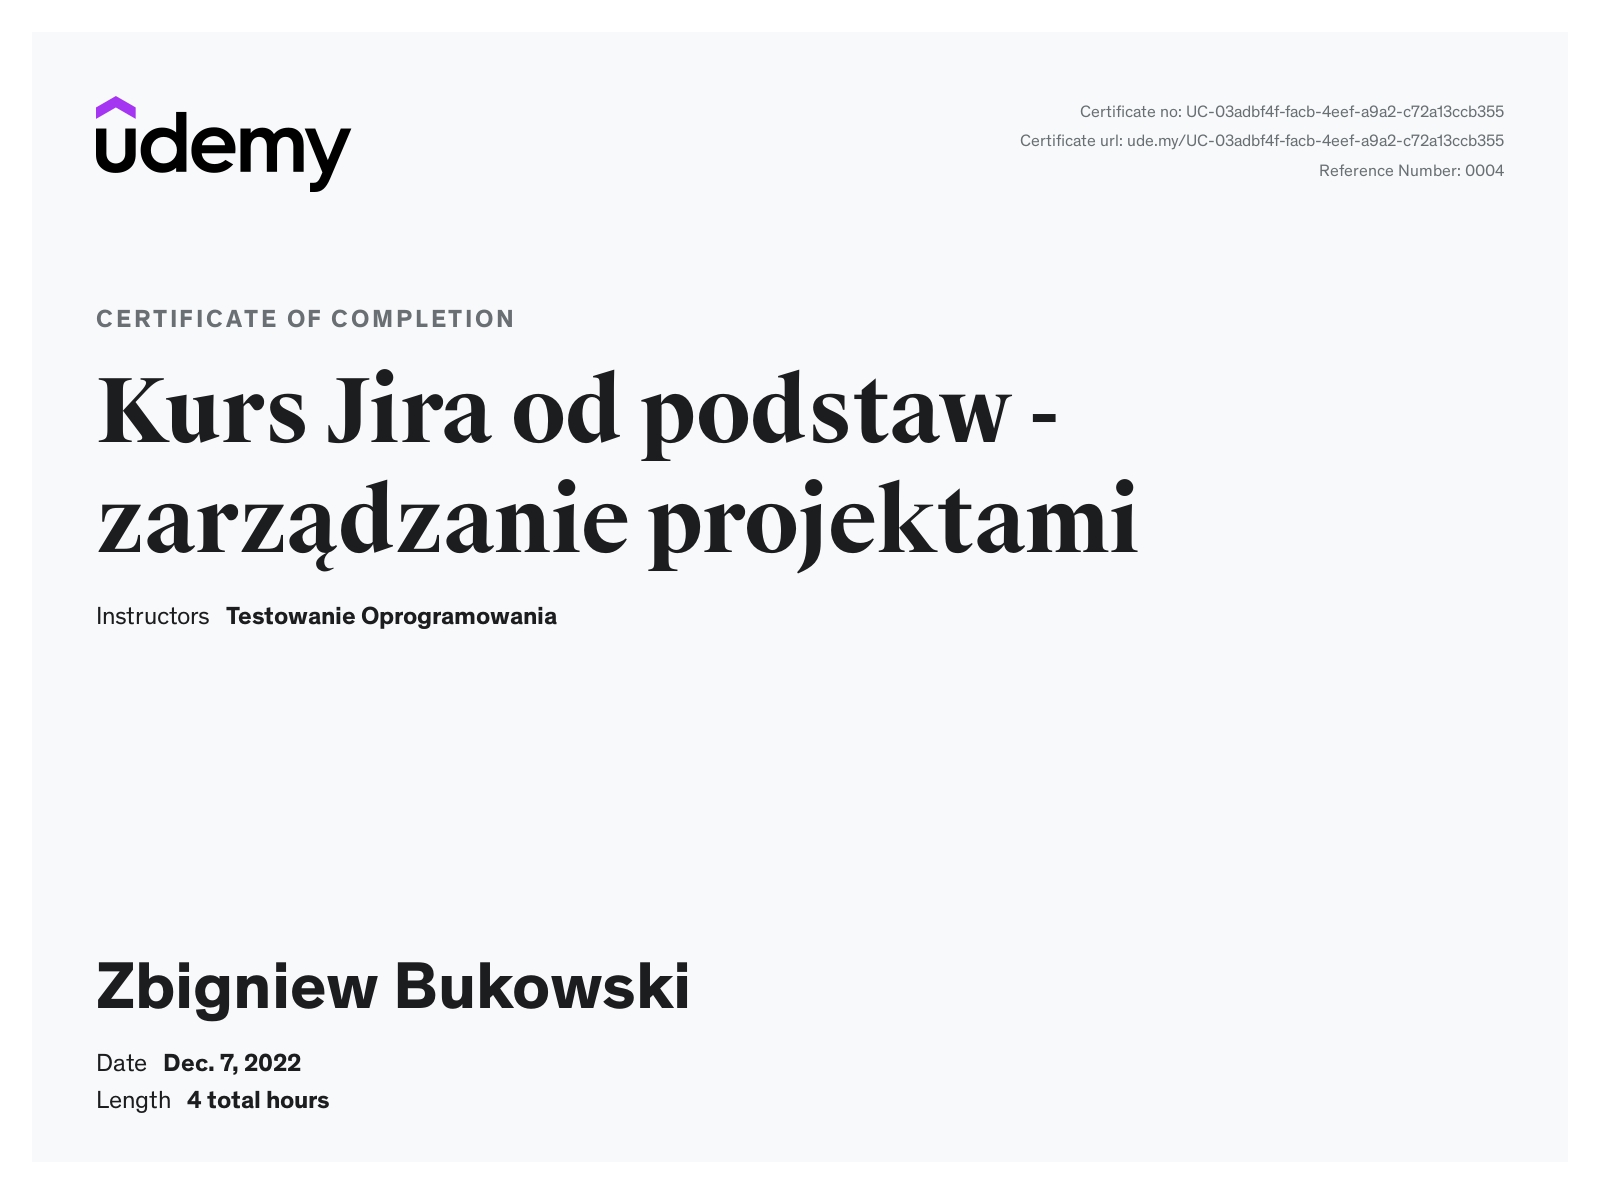 udemy
Certificate no: UC-03adbf4f-facb-4eef-a9a2-c72a13ccb355
Certificate url: ude.my/UC-03adbf4f-facb-4eef-a9a2-c72a13ccb355
Reference Number: 0004
CERTIFICATE OF COMPLETION
Kurs Jira od podstaw -
zarządzanie projektami
Instructors Testowanie Oprogramowania
Zbigniew Bukowski
Date Dec. 7, 2022
Length 4 total hours